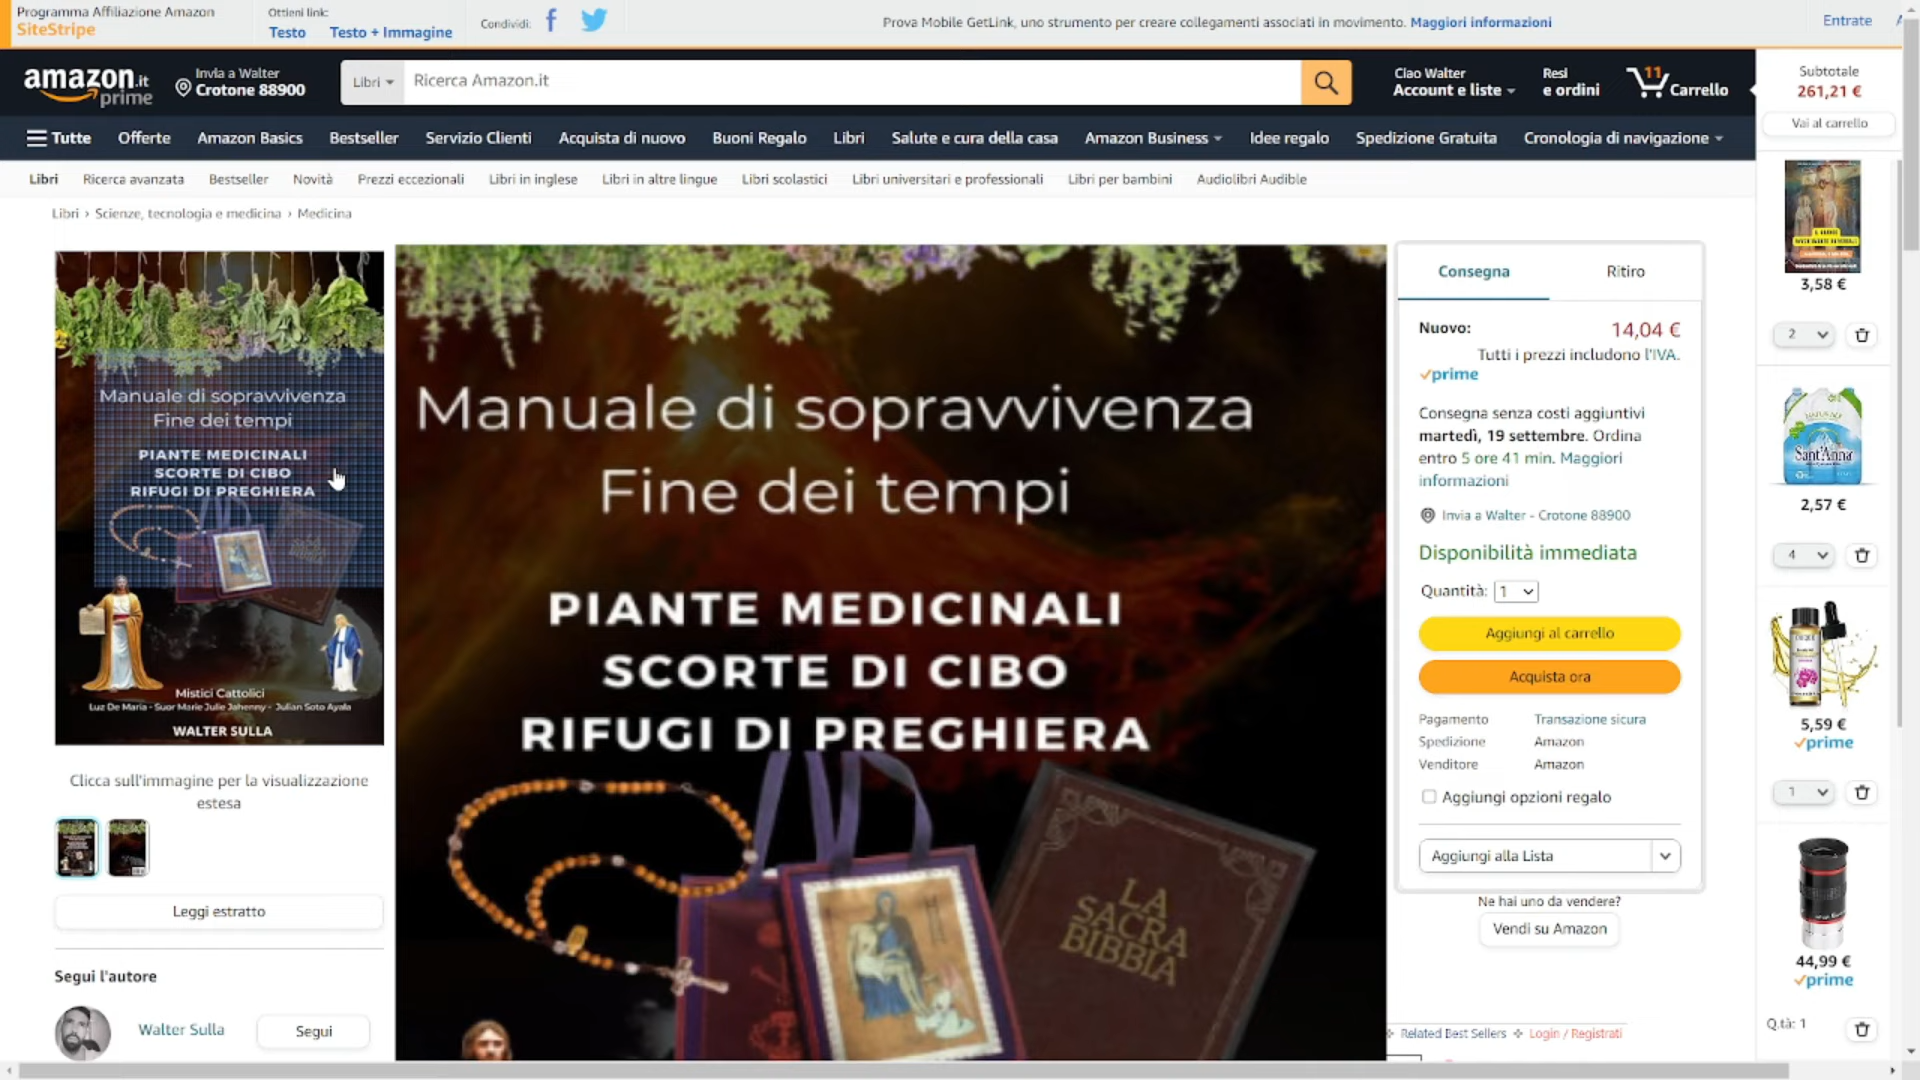 Programma Affiliazione Amazon
SiteStripe
Ottieni link:
Testo
Testo + Immagine
Condividi:
Prova Mobile GetLink, uno strumento per creare collegamenti associati in movimento. Maggiori informazioni
Entrate
amazon.it
prime
Invia a Walter
Crotone 88900
Libri
Ricerca Amazon.it
Ciao Walter
Account e liste
Resi
e ordini
11
Carrello
Subtotale
261,21 €
Vai al carrello
Tutte
Offerte
Amazon Basics
Bestseller
Servizio Clienti
Acquista di nuovo
Buoni Regalo
Libri
Salute e cura della casa
Amazon Business
Idee regalo
Spedizione Gratuita
Cronologia di navigazione
Libri
Ricerca avanzata
Bestseller
Novità
Prezzi eccezionali
Libri in inglese
Libri in altre lingue
Libri scolastici
Libri universitari e professionali
Libri per bambini
Audiolibri Audible
Libri › Scienze, tecnologia e medicina › Medicina
Manuale di sopravvivenza
Fine dei tempi
PIANTE MEDICINALI
SCORTE DI CIBO
RIFUGI DI PREGHIERA
Mistici Cattolici
Luz De Maria - Suor Marie Julie Jahenny - Julian Soto Ayala
WALTER SULLA
Clicca sull'immagine per la visualizzazione
estesa
Leggi estratto
Segui l'autore
Walter Sulla
Segui
Manuale di sopravvivenza
Fine dei tempi
PIANTE MEDICINALI
SCORTE DI CIBO
RIFUGI DI PREGHIERA
LA
SACRA
BIBBIA
Consegna
Ritiro
Nuovo:
14,04 €
Tutti i prezzi includono l'IVA.
prime
Consegna senza costi aggiuntivi
martedì, 19 settembre. Ordina
entro 5 ore 41 min. Maggiori
informazioni
Invia a Walter - Crotone 88900
Disponibilità immediata
Quantità: 1
Aggiungi al carrello
Acquista ora
Pagamento
Transazione sicura
Spedizione
Amazon
Venditore
Amazon
Aggiungi opzioni regalo
Aggiungi alla Lista
Ne hai uno da vendere?
Vendi su Amazon
Related Best Sellers
Login / Registrati
3,58 €
2
Sant'Anna
2,57 €
4
5,59 €
prime
1
44,99 €
prime
Q.tà: 1